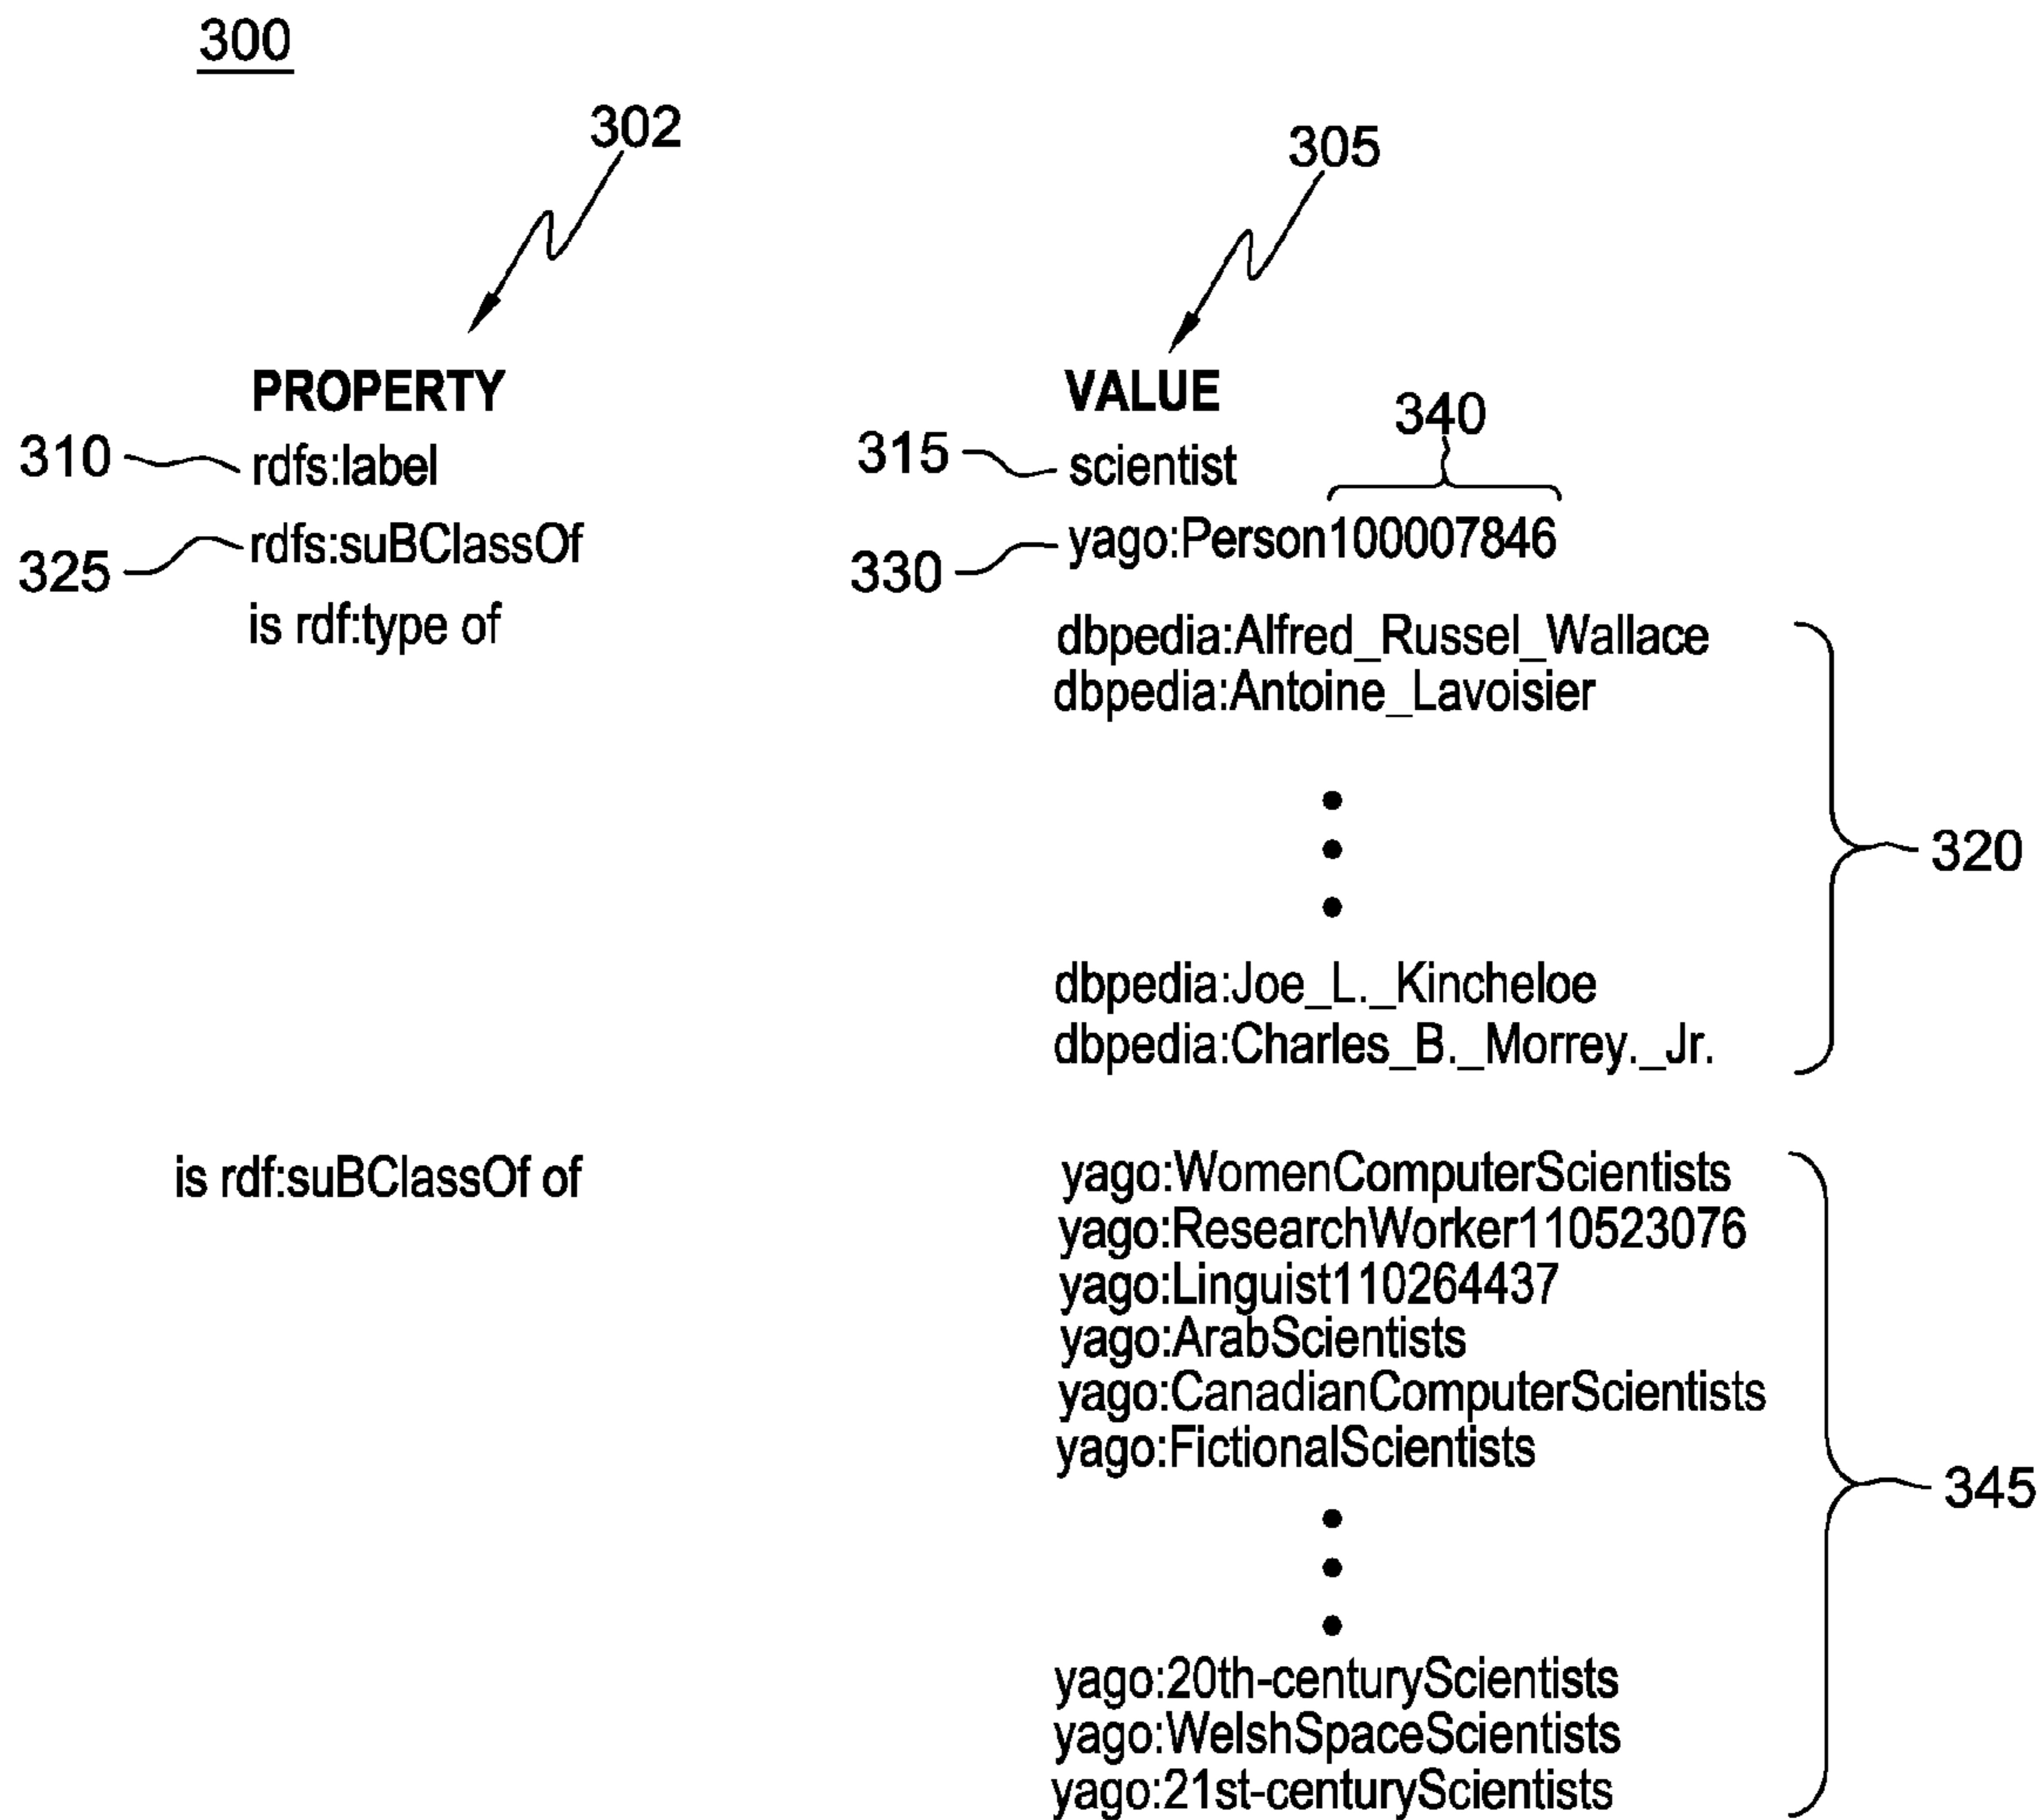 300
302
305
PROPERTY VALUE
340
310 rdfs:label 315 scientist
325 rdfs:suBClassOf 330 yago:Person100007846
is rdf:type of dbpedia:Alfred_Russel_Wallace
dbpedia:Antoine_Lavoisier
320
dbpedia:Joe_L._Kincheloe
dbpedia:Charles_B._Morrey._Jr.
is rdf:suBClassOf of yago:WomenComputerScientists
yago:ResearchWorker110523076
yago:Linguist110264437
yago:ArabScientists
yago:CanadianComputerScientists
yago:FictionalScientists
345
yago:20th-centuryScientists
yago:WelshSpaceScientists
yago:21st-centuryScientists